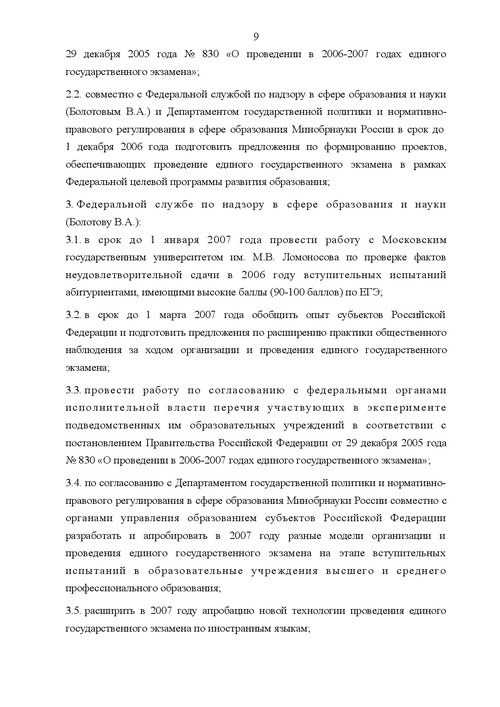 9
29 декабря 2005 года № 830 «О проведении в 2006-2007 годах единого
государственного экзамена»;
2.2. совместно с Федеральной службой по надзору в сфере образования и науки
(Болотовым В.А.) и Департаментом государственной политики и нормативно-
правового регулирования в сфере образования Минобрнауки России в срок до
1 декабря 2006 года подготовить предложения по формированию проектов,
обеспечивающих проведение единого государственного экзамена в рамках
Федеральной целевой программы развития образования;
3. Федеральной службе по надзору в сфере образования и науки
(Болотову В.А.):
3.1. в срок до 1 января 2007 года провести работу с Московским
государственным университетом им. М.В. Ломоносова по проверке фактов
неудовлетворительной сдачи в 2006 году вступительных испытаний
абитуриентами, имеющими высокие баллы (90-100 баллов) по ЕГЭ;
3.2. в срок до 1 марта 2007 года обобщить опыт субъектов Российской
Федерации и подготовить предложения по расширению практики общественного
наблюдения за ходом организации и проведения единого государственного
экзамена;
3.3. провести работу по согласованию с федеральными органами
исполнительной власти перечня участвующих в эксперименте
подведомственных им образовательных учреждений в соответствии с
постановлением Правительства Российской Федерации от 29 декабря 2005 года
№ 830 «О проведении в 2006-2007 годах единого государственного экзамена»;
3.4. по согласованию с Департаментом государственной политики и нормативно-
правового регулирования в сфере образования Минобрнауки России совместно с
органами управления образованием субъектов Российской Федерации
разработать и апробировать в 2007 году разные модели организации и
проведения единого государственного экзамена на этапе вступительных
испытаний в образовательные учреждения высшего и среднего
профессионального образования;
3.5. расширить в 2007 году апробацию новой технологии проведения единого
государственного экзамена по иностранным языкам;